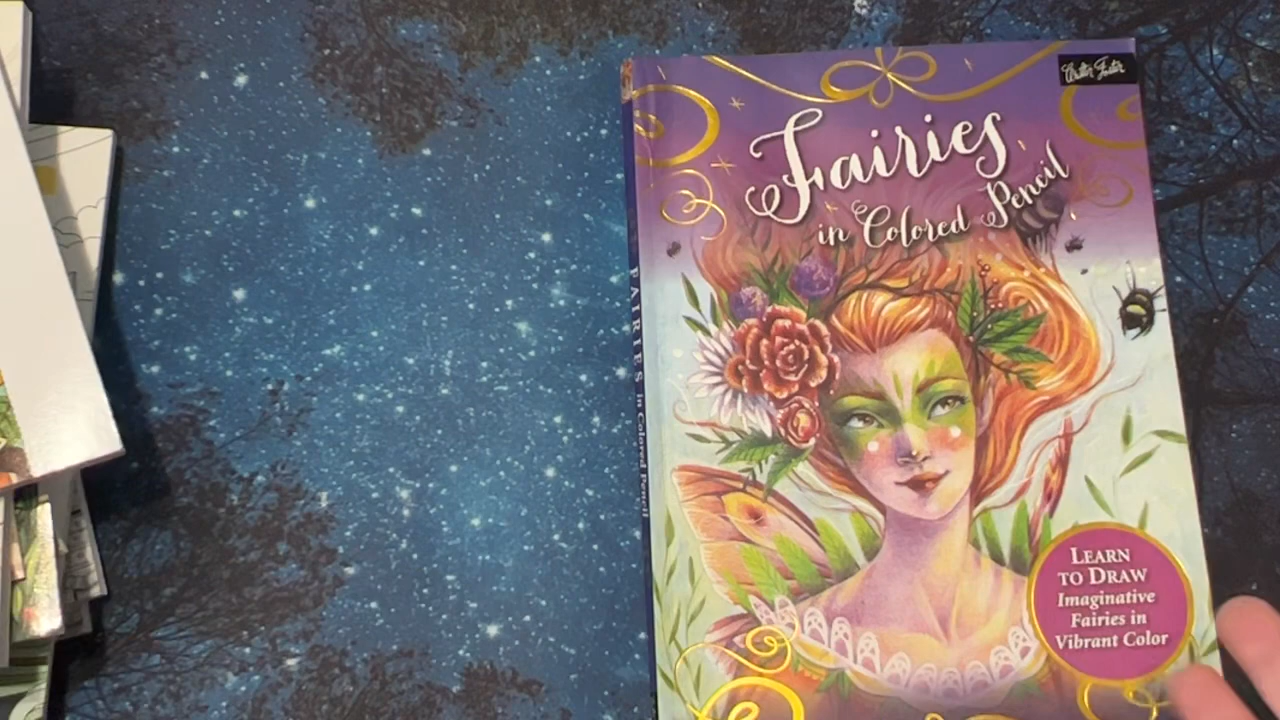 Walter Foster
Fairies
in Colored Pencil
FAIRIES in Colored Pencil
LEARN
TO DRAW
Imaginative
Fairies in
Vibrant Color